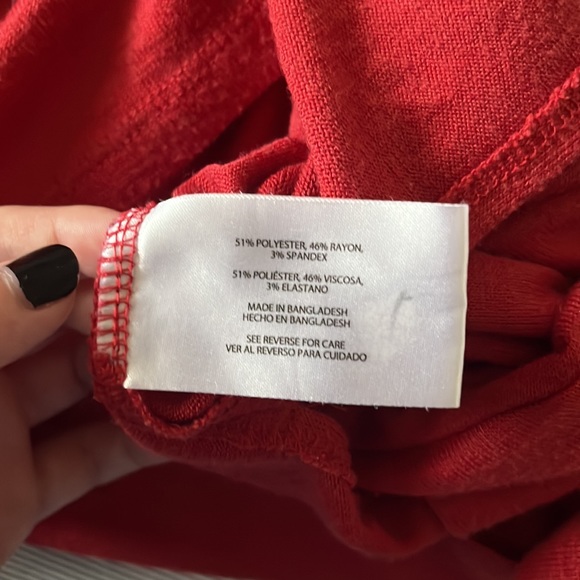 51% POLYESTER, 46% RAYON,
3% SPANDEX
51% POLIÉSTER, 46% VISCOSA,
3% ELASTANO
MADE IN BANGLADESH
HECHO EN BANGLADESH
SEE REVERSE FOR CARE
VER AL REVERSO PARA CUIDADO